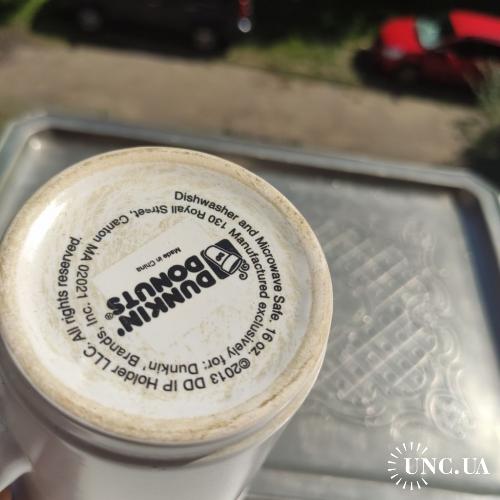 Dishwasher and Microwave Safe. 16 oz. ©2013 DD IP Holder LLC. All rights reserved.
Manufactured exclusively for: Dunkin' Brands, Inc. 130 Royall Street, Canton MA 02021
DUNKIN'
DONUTS®
Made in China
UNC.UA